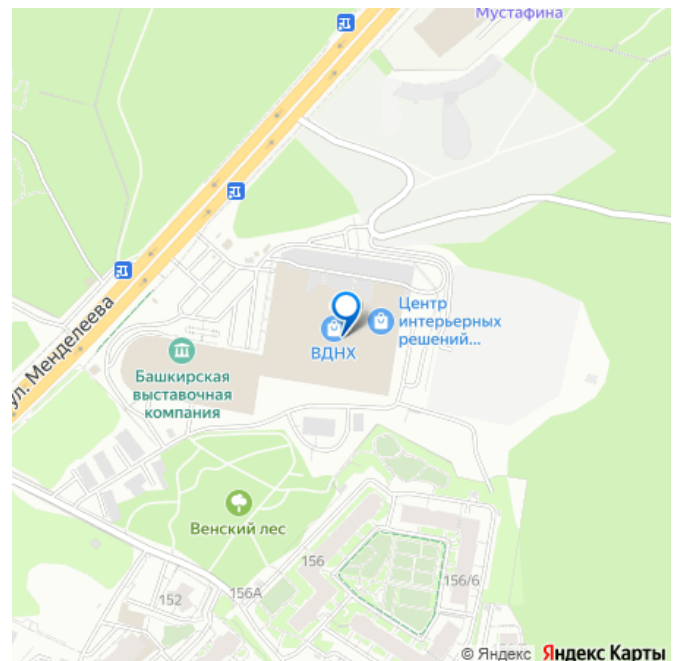 Мустафина
ул. Менделеева
Центр
интерьерных
решений...
ВДНХ
Башкирская
выставочная
компания
Венский лес
156
156/6
156А
152
© Яндекс Яндекс Карты